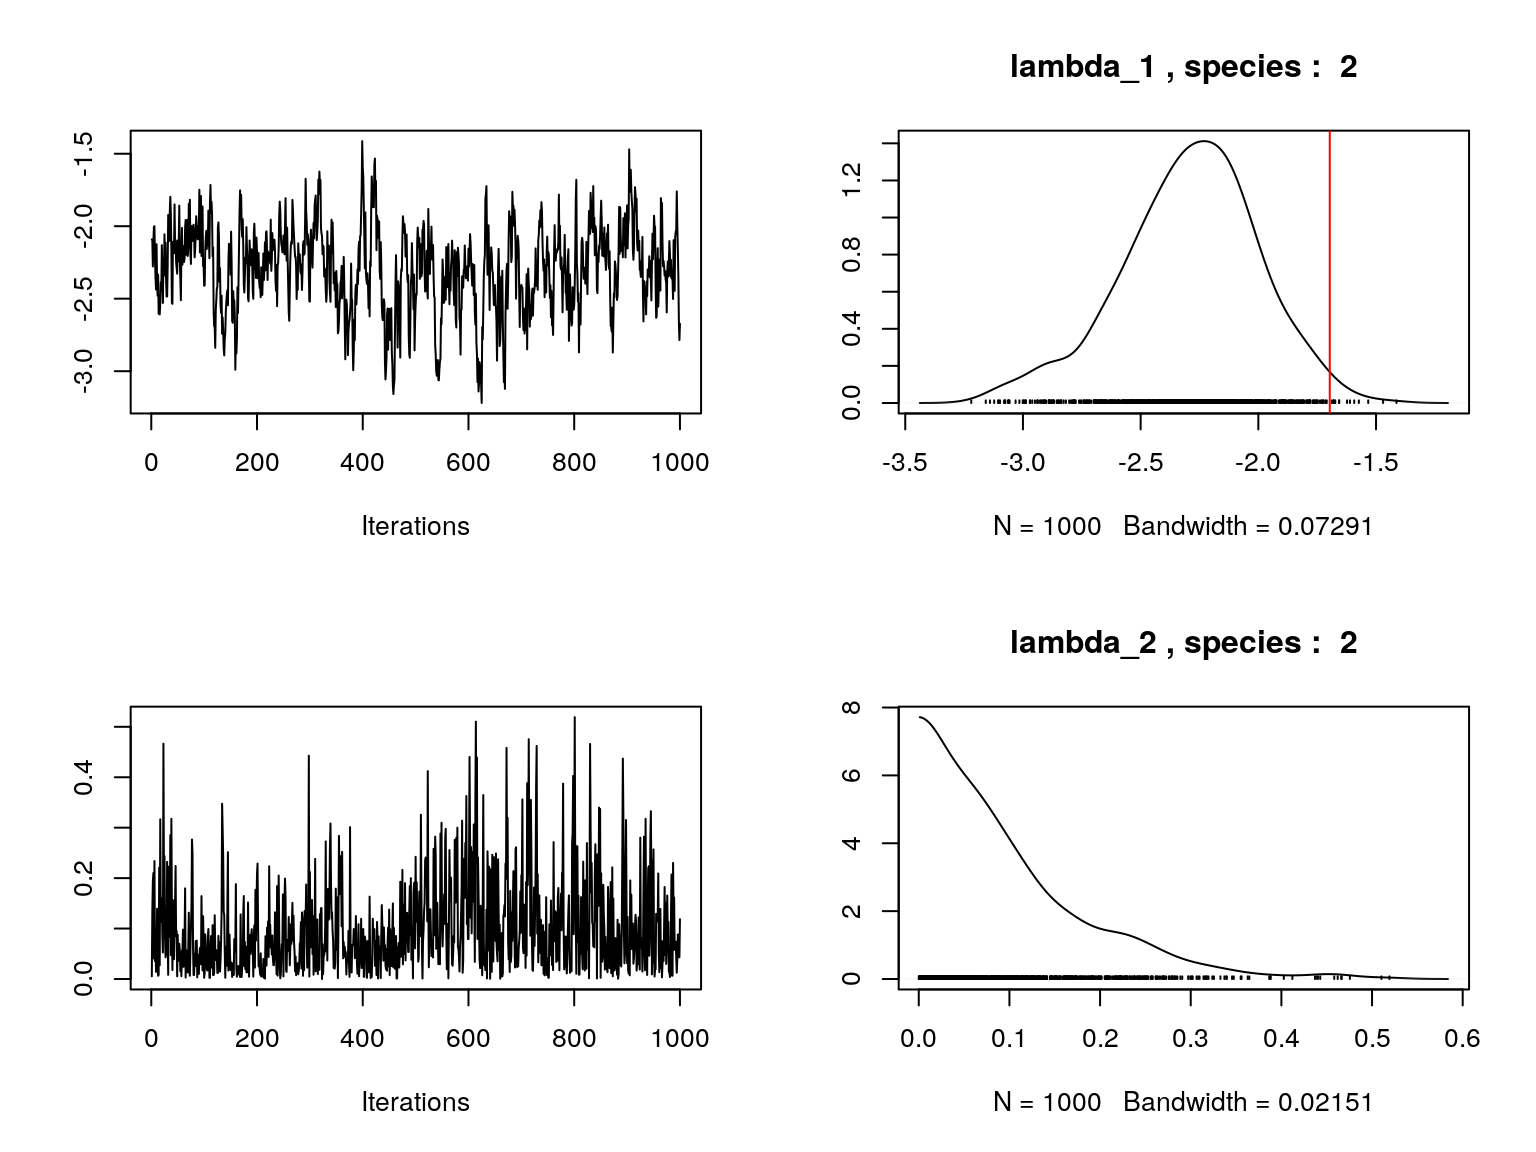 lambda_1 , species :  2
-1.5
-2.0
-2.5
-3.0
0 200 400 600 800 1000
Iterations
1.2
0.8
0.4
0.0
-3.5 -3.0 -2.5 -2.0 -1.5
N = 1000   Bandwidth = 0.07291
lambda_2 , species :  2
0.4
0.2
0.0
0 200 400 600 800 1000
Iterations
8
6
4
2
0
0.0 0.1 0.2 0.3 0.4 0.5 0.6
N = 1000   Bandwidth = 0.02151